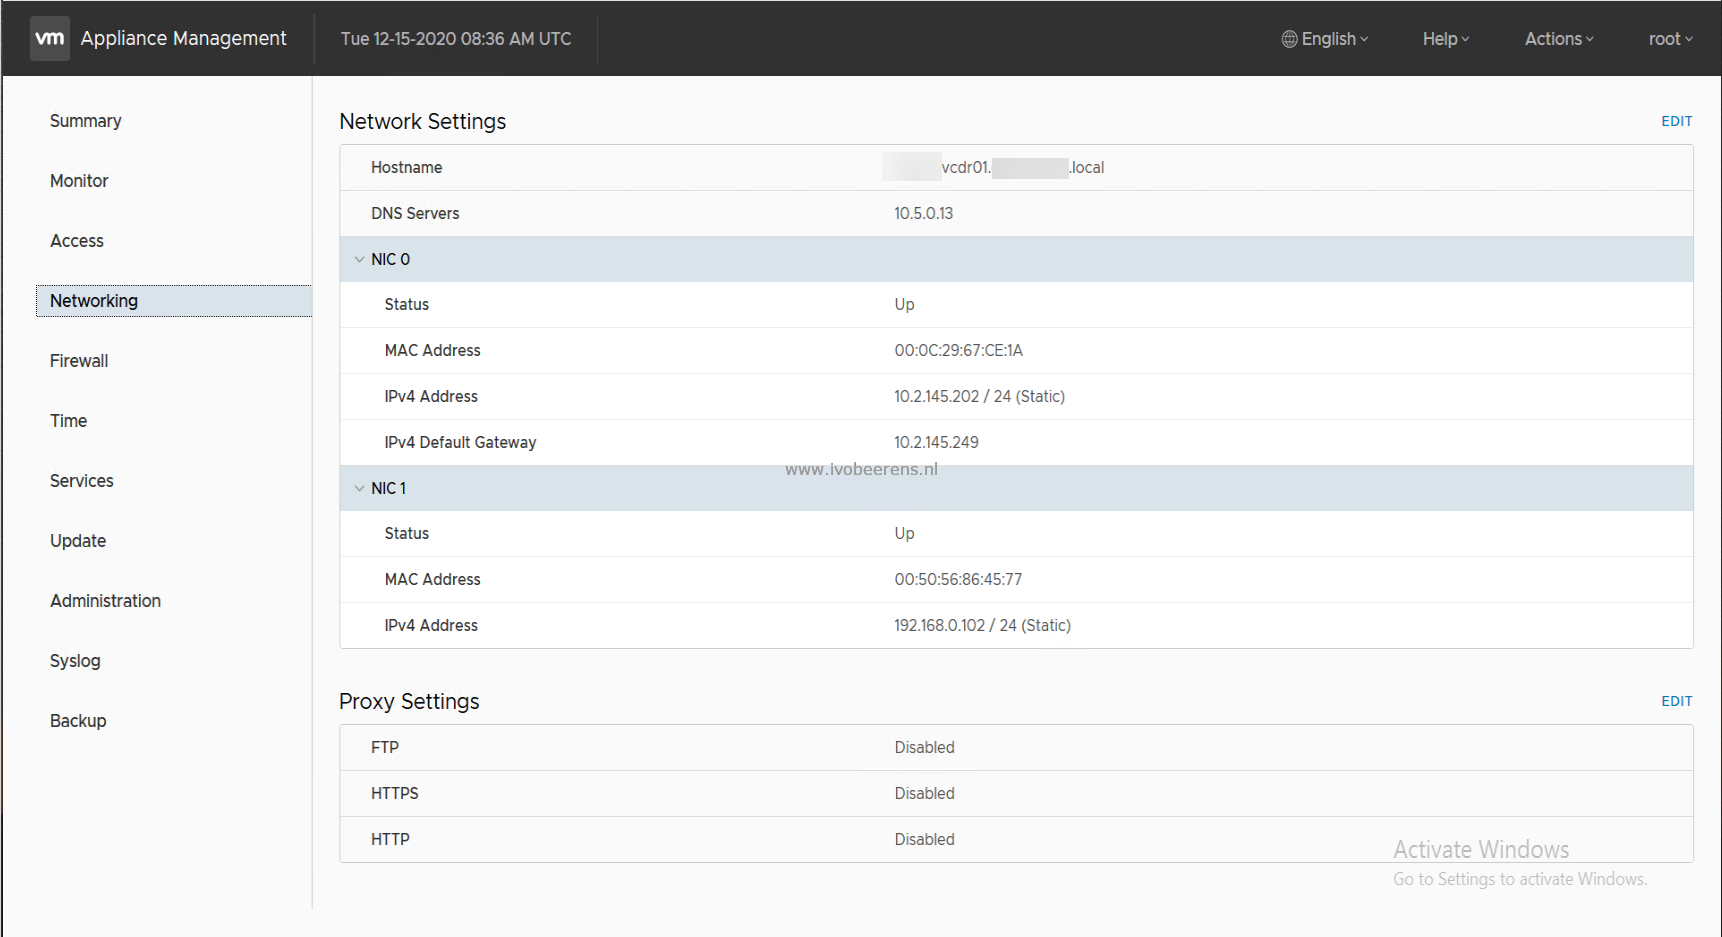 vm Appliance Management Tue 12-15-2020 08:36 AM UTC English Help Actions root
Summary
Monitor
Access
Networking
Firewall
Time
Services
Update
Administration
Syslog
Backup
Network Settings EDIT
Hostname vcdr01. .local
DNS Servers 10.5.0.13
NIC 0
Status Up
MAC Address 00:0C:29:67:CE:1A
IPv4 Address 10.2.145.202 / 24 (Static)
IPv4 Default Gateway 10.2.145.249
www.ivobeerens.nl
NIC 1
Status Up
MAC Address 00:50:56:86:45:77
IPv4 Address 192.168.0.102 / 24 (Static)
Proxy Settings EDIT
FTP Disabled
HTTPS Disabled
HTTP Disabled
Activate Windows
Go to Settings to activate Windows.